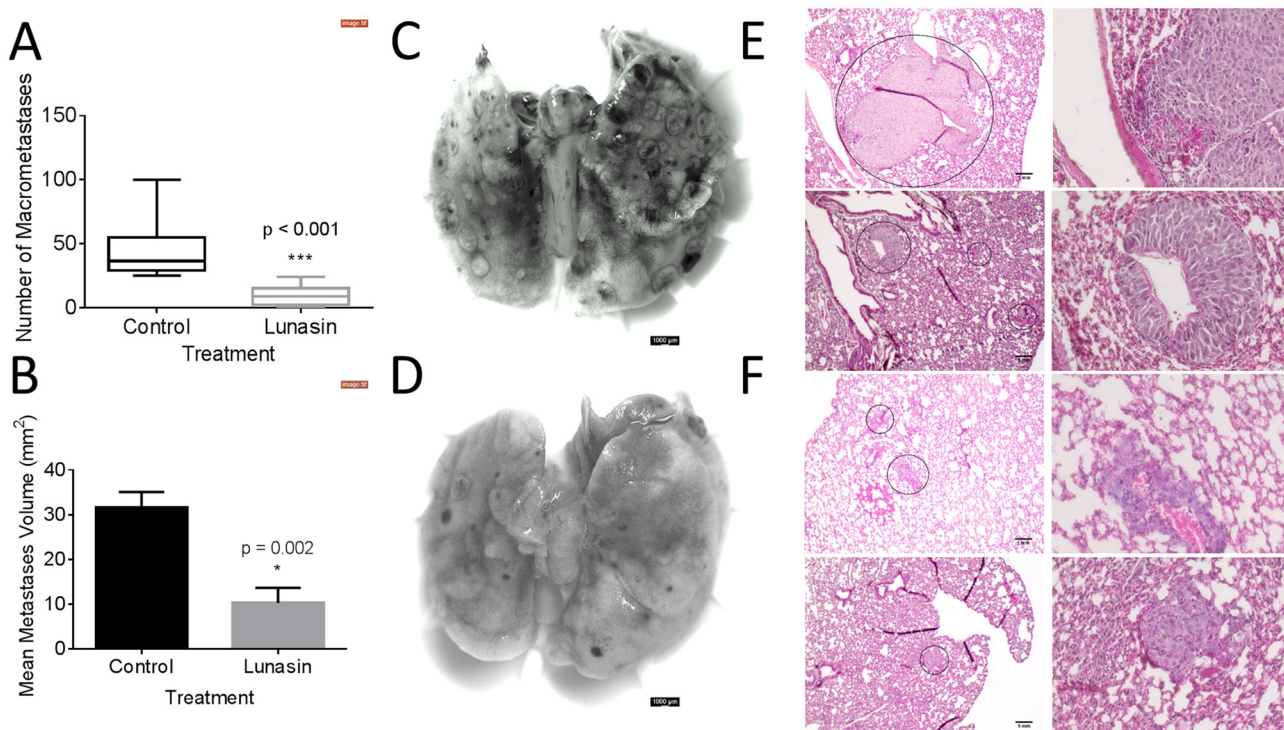 A
image.tif
Number of Macrometastases
150
100
50
0
p < 0.001
***
Control
Lunasin
Treatment
B
image.tif
Mean Metastases Volume (mm²)
40
30
20
10
0
p = 0.002
*
Control
Lunasin
Treatment
C
1000 µm
D
1000 µm
E
F